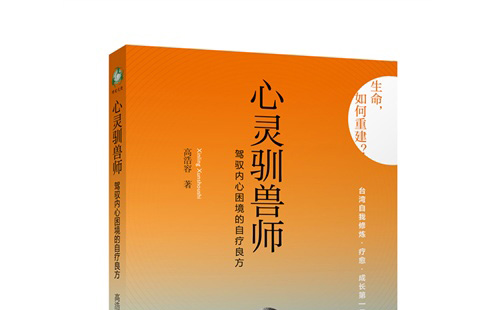 生命，
如何重建？
心灵驯兽师
Xinling Xunshoushi
驾驭内心困境的自疗良方
高浩容 著
台湾自我修炼·疗愈·成长第一
心灵驯兽师
驾驭内心困境的自疗良方
高浩